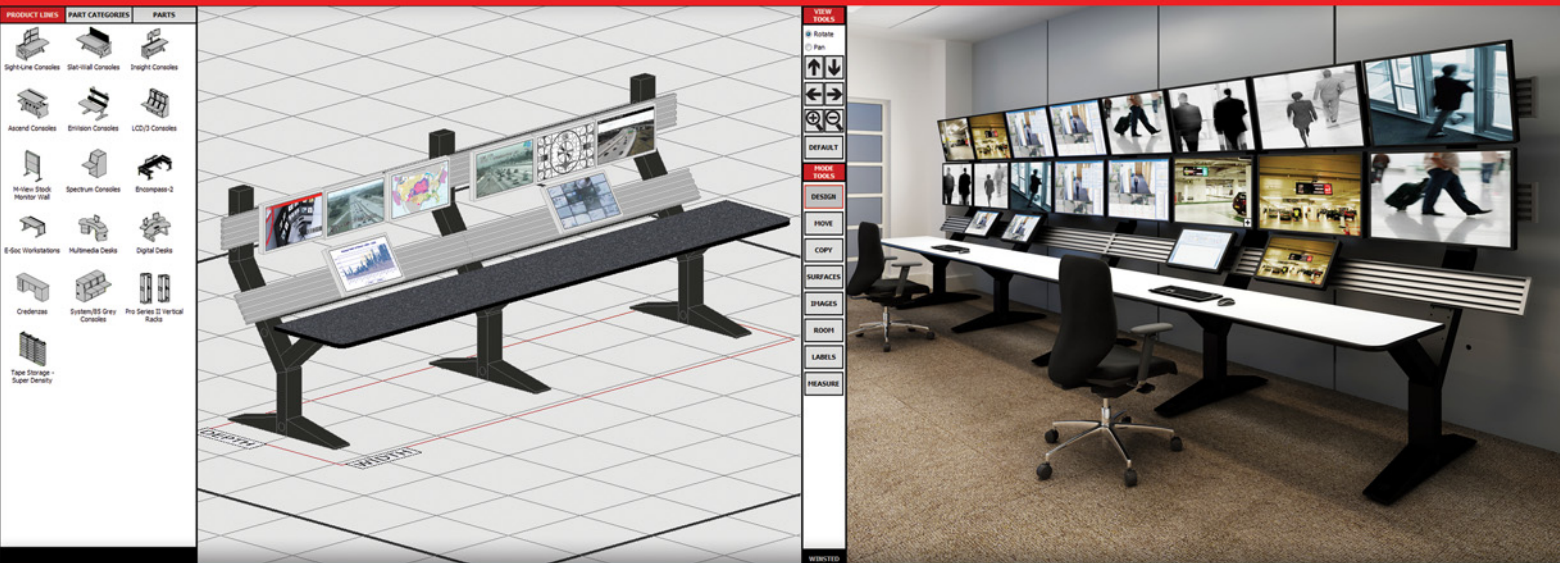 PRODUCT LINES
PART CATEGORIES
PARTS
Sight-Line Consoles
Slat-Wall Consoles
Insight Consoles
Ascend Consoles
EnVision Consoles
LCD/3 Consoles
M-View Stock
Monitor Wall
Spectrum Consoles
Encompass-2
E-Soc Workstations
Multimedia Desks
Digital Desks
Credenzas
System/85 Grey
Consoles
Pro Series II Vertical
Racks
Tape Storage -
Super Density
DEPTH
WIDTH
VIEW
TOOLS
Rotate
Pan
DEFAULT
MODE
TOOLS
DESIGN
MOVE
COPY
SURFACES
IMAGES
ROOM
LABELS
MEASURE
WINSTED